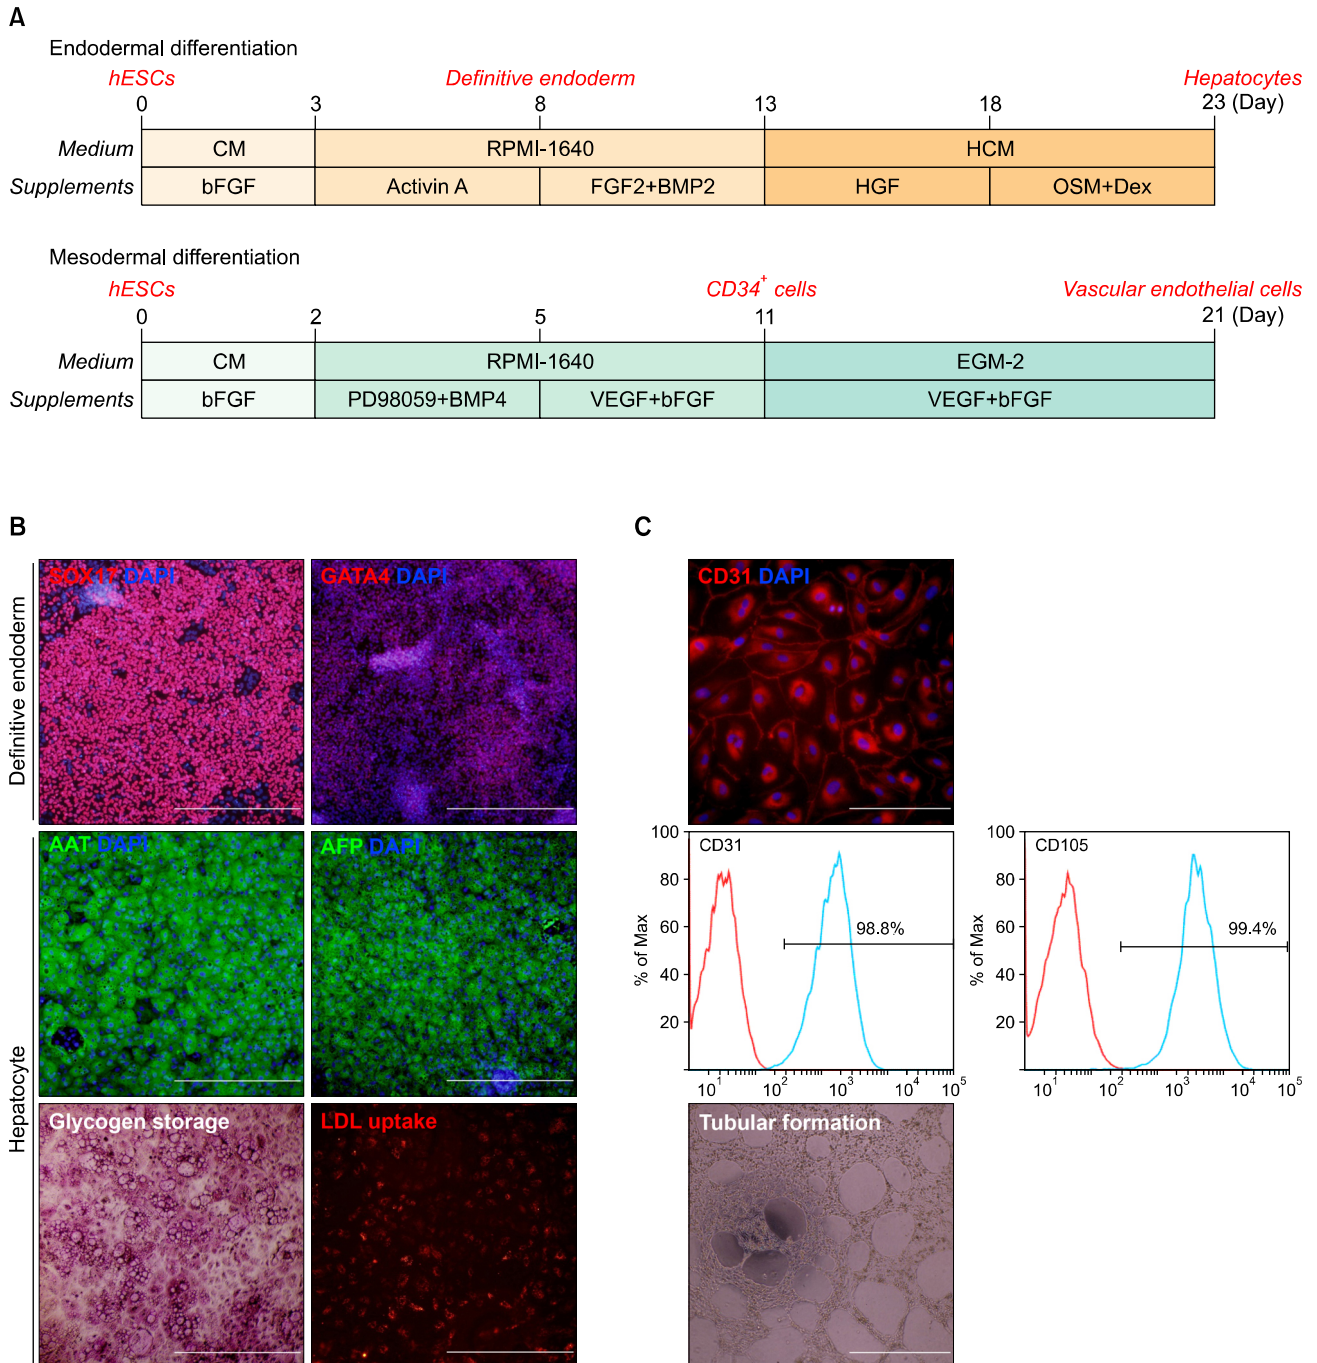 A
Endodermal differentiation
hESCs Definitive endoderm Hepatocytes
0 3 8 13 18 23 (Day)
Medium CM RPMI-1640 HCM
Supplements bFGF Activin A FGF2+BMP2 HGF OSM+Dex
Mesodermal differentiation
hESCs CD34+ cells Vascular endothelial cells
0 2 5 11 21 (Day)
Medium CM RPMI-1640 EGM-2
Supplements bFGF PD98059+BMP4 VEGF+bFGF VEGF+bFGF
B
Definitive endoderm
SOX17 DAPI
GATA4 DAPI
Hepatocyte
AAT DAPI
AFP DAPI
Glycogen storage
LDL uptake
C
CD31 DAPI
CD31
98.8%
% of Max
100
80
60
40
20
10^1 10^2 10^3 10^4 10^5
CD105
99.4%
% of Max
100
80
60
40
20
10^1 10^2 10^3 10^4 10^5
Tubular formation